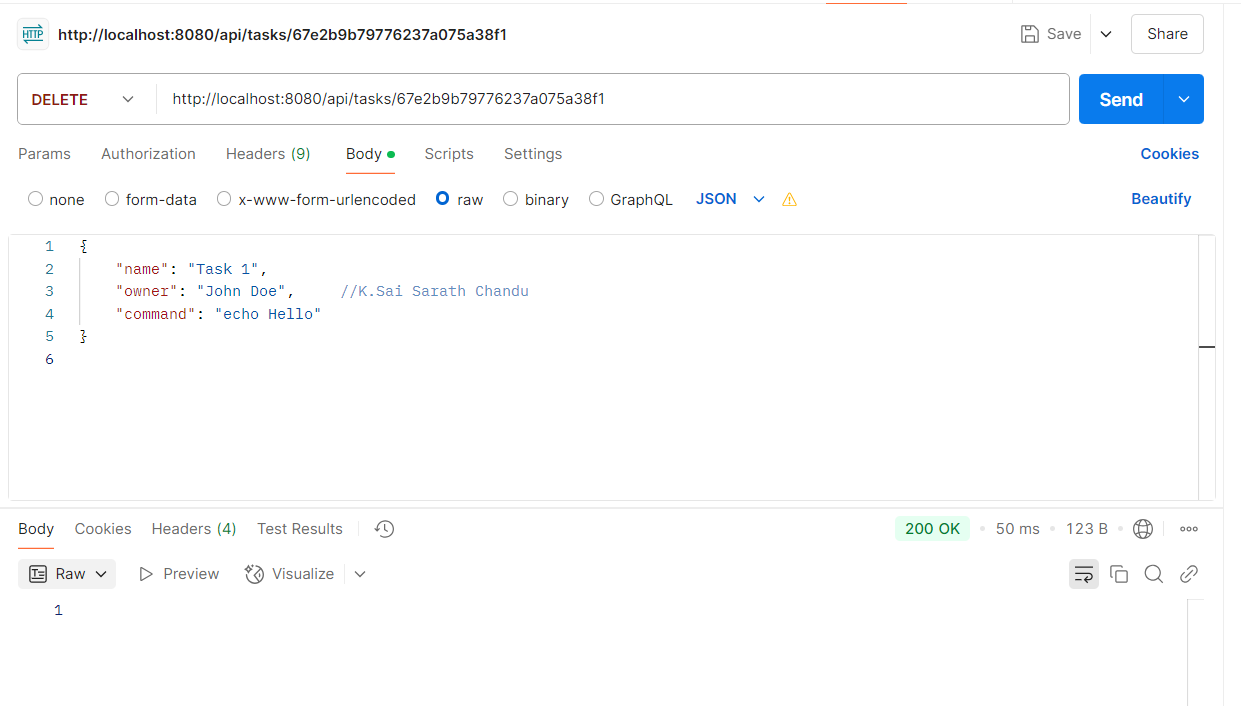 HTTP http://localhost:8080/api/tasks/67e2b9b79776237a075a38f1 Save Share
DELETE http://localhost:8080/api/tasks/67e2b9b79776237a075a38f1 Send
Params Authorization Headers (9) Body Scripts Settings Cookies
none form-data x-www-form-urlencoded raw binary GraphQL JSON Beautify
1 {
2 "name": "Task 1",
3 "owner": "John Doe", //K.Sai Sarath Chandu
4 "command": "echo Hello"
5 }
6
Body Cookies Headers (4) Test Results 200 OK 50 ms 123 B
Raw Preview Visualize
1